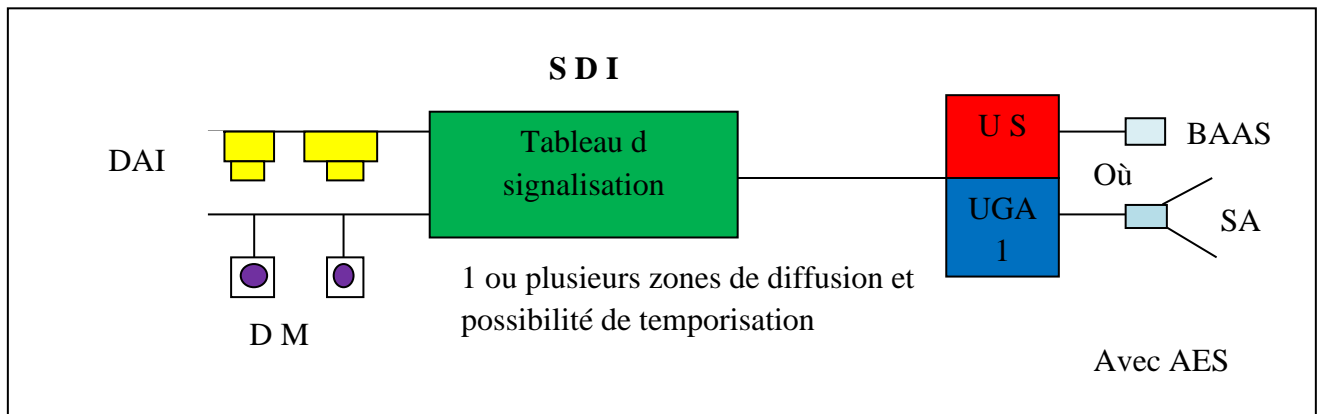 S D I
DAI
Tableau d
signalisation
U S
BAAS
Où
UGA
1
SA
D M
1 ou plusieurs zones de diffusion et
possibilité de temporisation
Avec AES